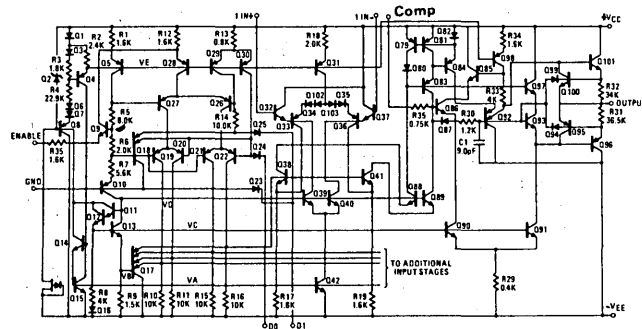 Comp
1 IN+
1 IN-
+VCC
Q1
Q3
R2
2.4K
R1
1.6K
R12
1.6K
R13
0.8K
R18
2.0K
R34
1.6K
Q29
Q30
Q79
Q81
Q82
Q98
Q101
R3
1.8K
Q2
Q4
Q5
VE
Q28
Q31
Q84
Q85
Q97
Q99
Q100
R4
22.9K
Q6
Q7
Q8
Q80
Q83
R33
4K
R32
34K
Q27
Q26
Q102
Q35
Q32
Q34
Q103
Q37
Q33
Q36
R14
10.0K
Q25
R35
0.75K
Q86
R30
1.2K
Q92
Q93
OUTPUT
R31
36.5K
ENABLE
R35
1.6K
Q9
R5
8.0K
R6
2.0K
R7
5.6K
Q18
Q19
Q20
Q21
Q22
Q24
Q87
C1
9.0pF
Q94
Q95
Q96
GND
Q10
Q23
Q38
Q41
Q88
Q89
Q11
Q12
VD
Q39
Q40
Q13
VC
Q90
Q91
Q14
VB
Q17
TO ADDITIONAL
INPUT STAGES
Q15
VA
Q42
R8
4K
Q16
R9
1.5K
R10
10K
R11
10K
R15
10K
R16
10K
R17
1.6K
R19
1.6K
R29
0.4K
-VEE
D0
D1